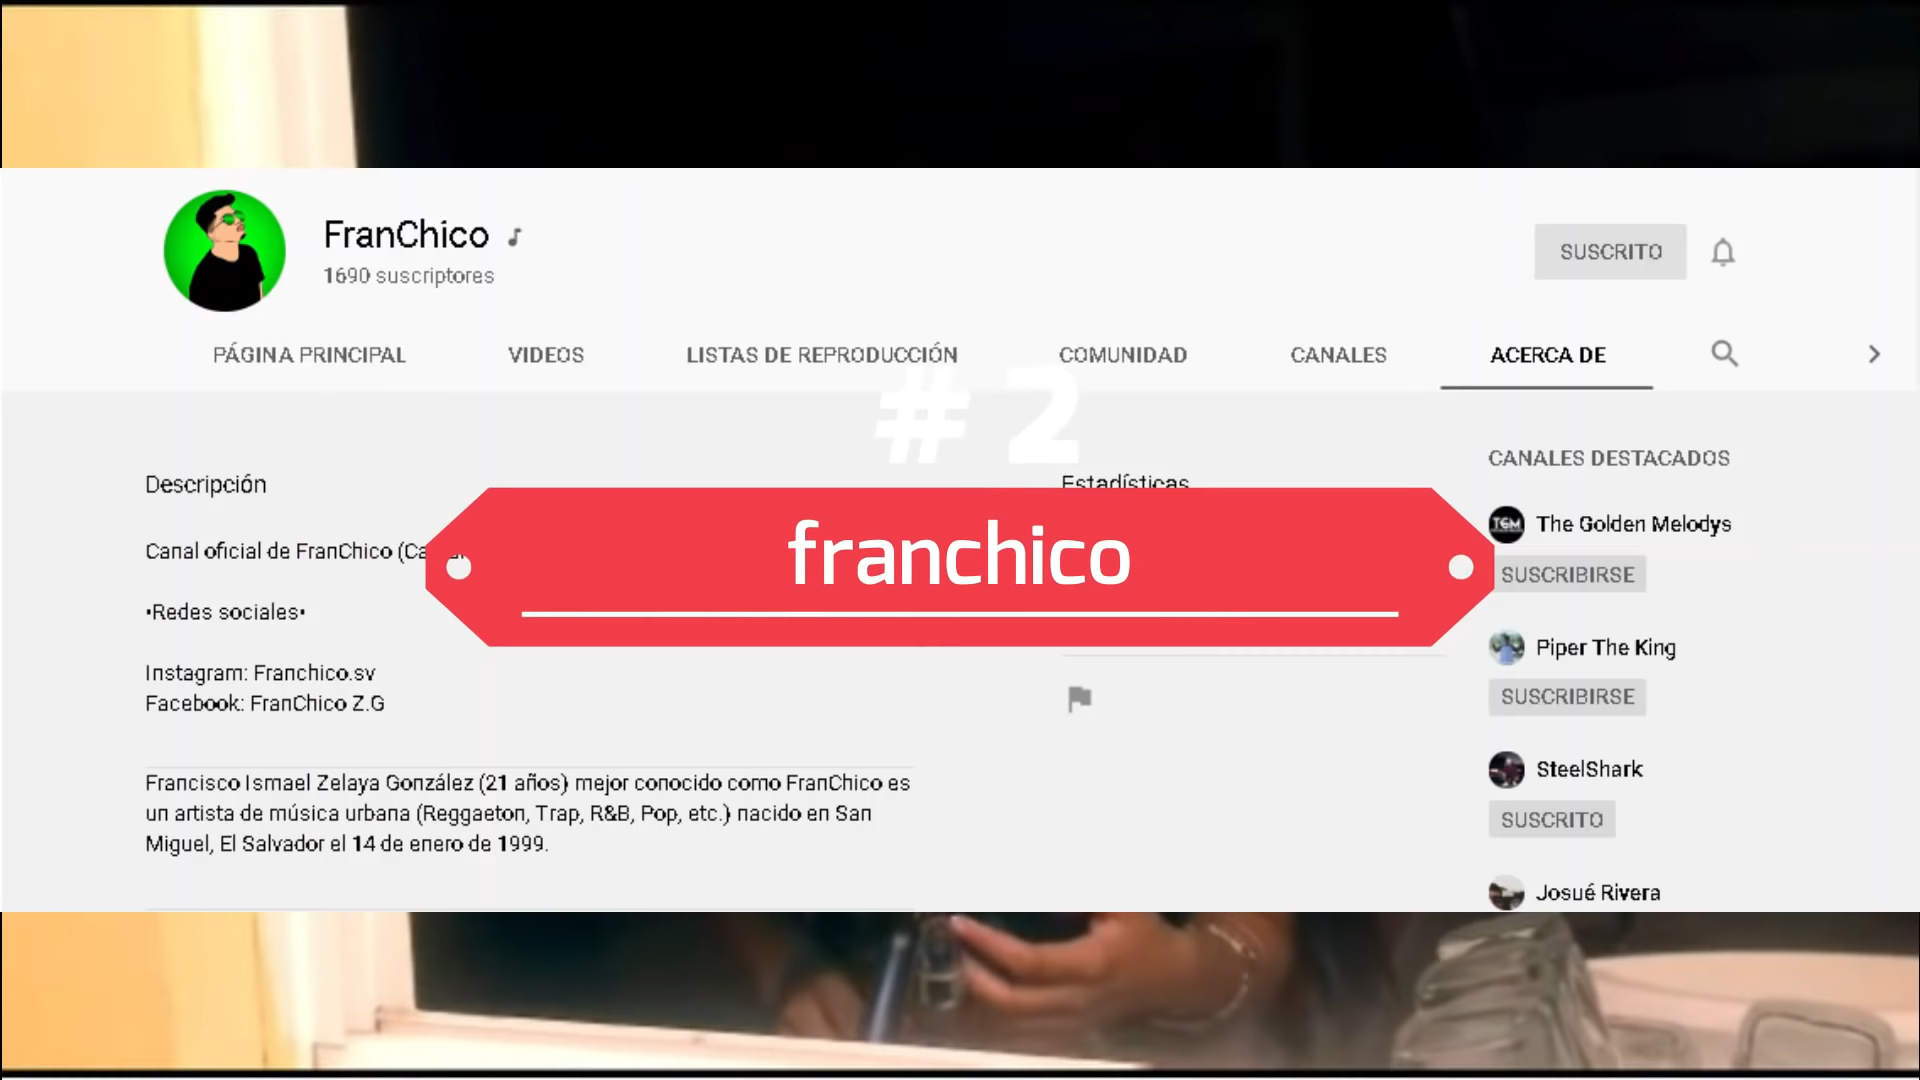 FranChico
1690 suscriptores
SUSCRITO
PÁGINA PRINCIPAL VIDEOS LISTAS DE REPRODUCCIÓN COMUNIDAD CANALES ACERCA DE
# 2
CANALES DESTACADOS
Descripción
Estadísticas
Canal oficial de FranChico
franchico
•Redes sociales•
Instagram: Franchico.sv
Facebook: FranChico Z.G
Francisco Ismael Zelaya González (21 años) mejor conocido como FranChico es
un artista de música urbana (Reggaeton, Trap, R&B, Pop, etc.) nacido en San
Miguel, El Salvador el 14 de enero de 1999.
TGM
The Golden Melodys
SUSCRIBIRSE
Piper The King
SUSCRIBIRSE
SteelShark
SUSCRITO
Josué Rivera